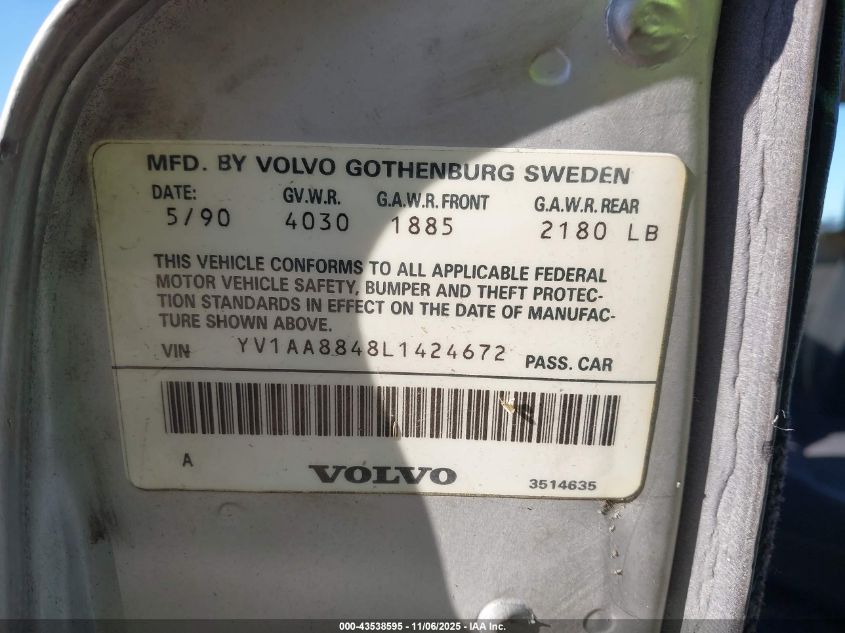 MFD. BY VOLVO GOTHENBURG SWEDEN
DATE: GV.W.R. G.A.W.R. FRONT G.A.W.R. REAR
5/90 4030 1885 2180 LB
THIS VEHICLE CONFORMS TO ALL APPLICABLE FEDERAL
MOTOR VEHICLE SAFETY, BUMPER AND THEFT PROTEC-
TION STANDARDS IN EFFECT ON THE DATE OF MANUFAC-
TURE SHOWN ABOVE.
VIN YV1AA8848L1424672 PASS. CAR
A VOLVO 3514635
000-43538595 - 11/06/2025 - IAA Inc.